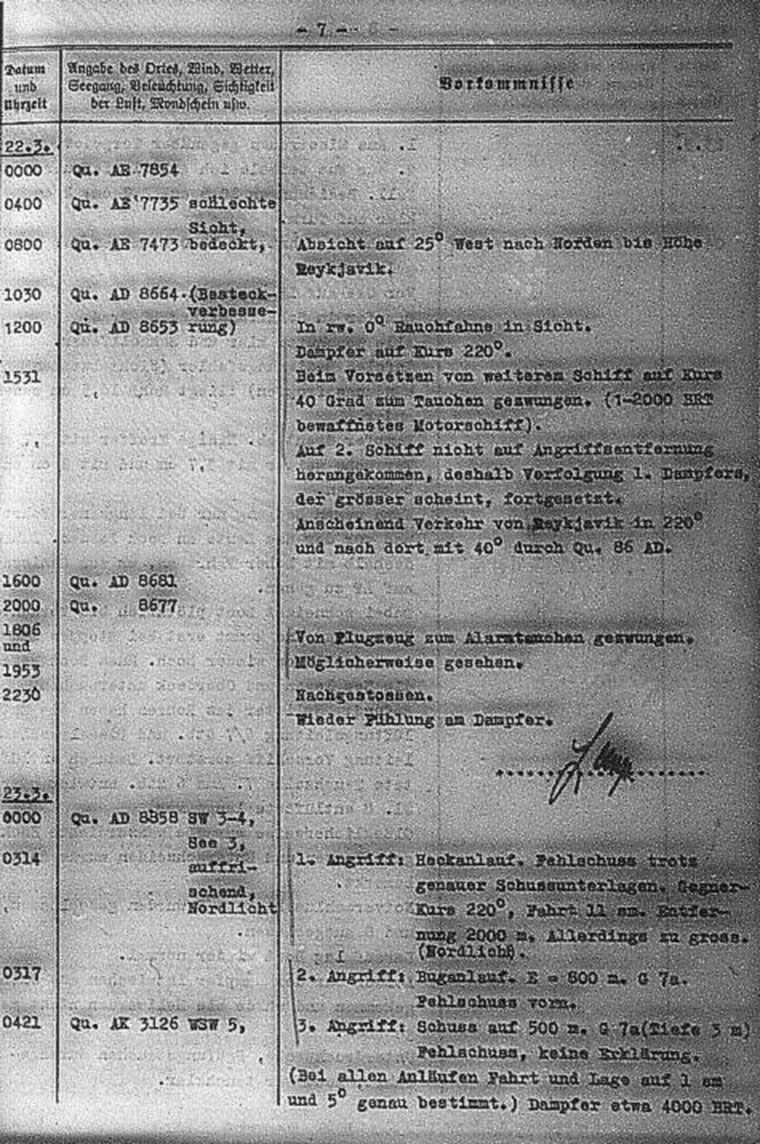 - 7 -
Datum und Uhrzeit
Angabe des Ortes, Wind, Wetter, Seegang, Beleuchtung, Sichtigkeit der Luft, Mondschein usw.
Vorkommnisse
22.3.
0000 Qu. AE 7854
0400 Qu. AE 7735 schlechte
Sicht,
0800 Qu. AE 7473 bedeckt, Absicht auf 25° West nach Norden bis Höhe
Reykjavik.
1030 Qu. AD 8664 (Besteck-
verbesse-
1200 Qu. AD 8653 rung) In rw. 0° Rauchfahne in Sicht.
Dampfer auf Kurs 220°.
1531 Beim Vorsetzen von weiterem Schiff auf Kurs
40 Grad zum Tauchen gezwungen. (1-2000 BRT
bewaffnetes Motorschiff).
Auf 2. Schiff nicht auf Angriffsentfernung
herangekommen, deshalb Verfolgung 1. Dampfers,
der grösser scheint, fortgesetzt.
Anscheinend Verkehr von Reykjavik in 220°
und nach dort mit 40° durch Qu. 86 AD.
1600 Qu. AD 8681
2000 Qu. 8677
1806
und Von Flugzeug zum Alarmtauchen gezwungen.
1953 Möglicherweise gesehen.
2230 Nachgestossen.
Wieder Fühlung am Dampfer.
23.3.
0000 Qu. AD 8858 SW 3-4,
See 3,
0314 auffri- 1. Angriff: Heckanlauf. Fehlschuss trotz
schend, genauer Schussunterlagen. Gegner-
Nordlicht Kurs 220°, Fahrt 11 sm. Entfer-
nung 2000 m. Allerdings zu gross.
(Nordlich).
0317 2. Angriff: Buganlauf. E = 800 m. G 7a.
Fehlschuss vorn.
0421 Qu. AK 3126 WSW 5, 3. Angriff: Schuss auf 500 m. G 7a(Tiefe 3 m)
Fehlschuss, keine Erklärung.
(Bei allen Anläufen Fahrt und Lage auf 1 sm
und 5° genau bestimmt.) Dampfer etwa 4000 BRT.